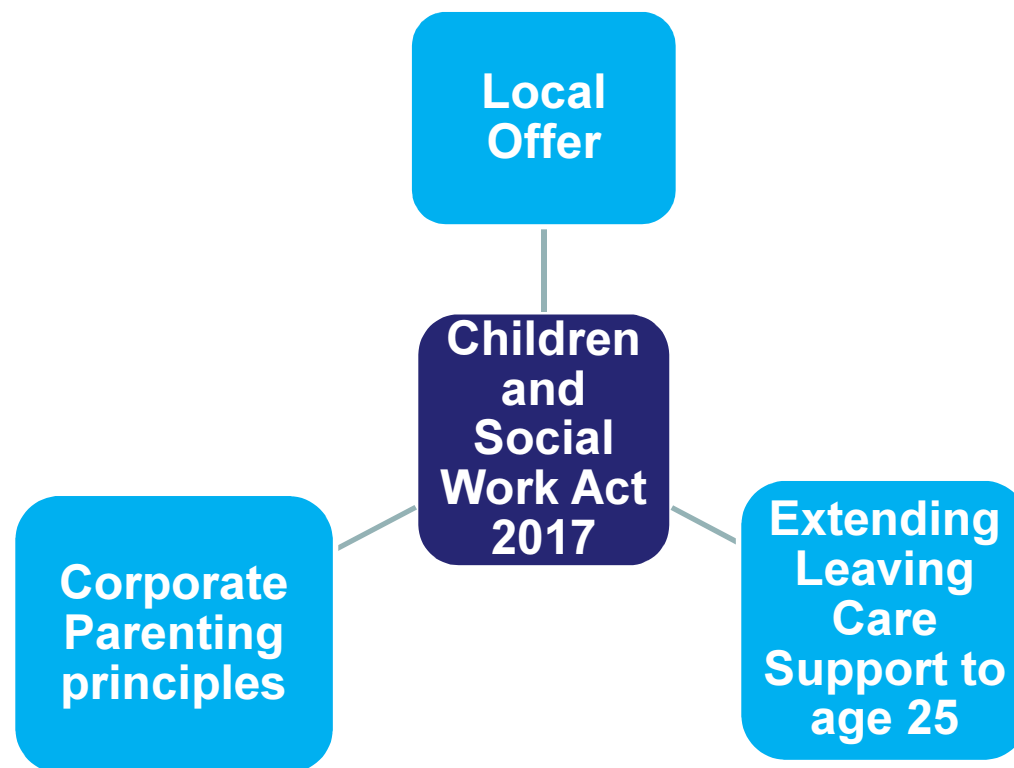 Local
Offer
Children
and
Social
Work Act
2017
Corporate
Parenting
principles
Extending
Leaving
Care
Support to
age 25